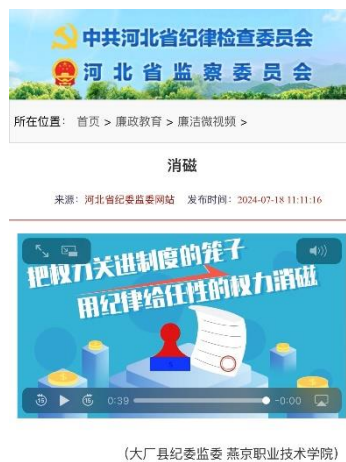 中共河北省纪律检查委员会
河北省监察委员会
所在位置： 首页 > 廉政教育 > 廉洁微视频 >
消磁
来源：河北省纪委监委网站 发布时间：2024-07-18 11:11:16
把权力关进制度的笼子
用纪律给任性的权力消磁
15
15
0:39
-0:00
（大厂县纪委监委 燕京职业技术学院）